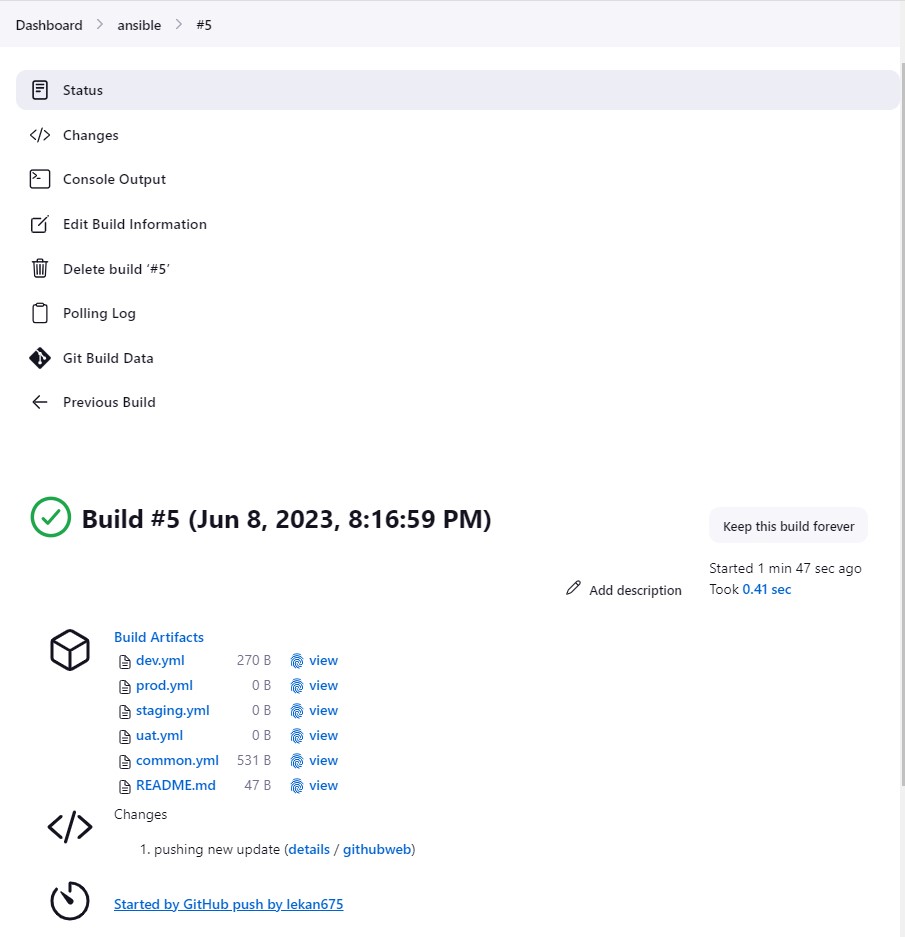 Dashboard > ansible > #5
Status
Changes
Console Output
Edit Build Information
Delete build ‘#5’
Polling Log
Git Build Data
Previous Build
Build #5 (Jun 8, 2023, 8:16:59 PM)
Keep this build forever
Started 1 min 47 sec ago
Took 0.41 sec
Add description
Build Artifacts
dev.yml 270 B view
prod.yml 0 B view
staging.yml 0 B view
uat.yml 0 B view
common.yml 531 B view
README.md 47 B view
Changes
1. pushing new update (details / githubweb)
Started by GitHub push by lekan675